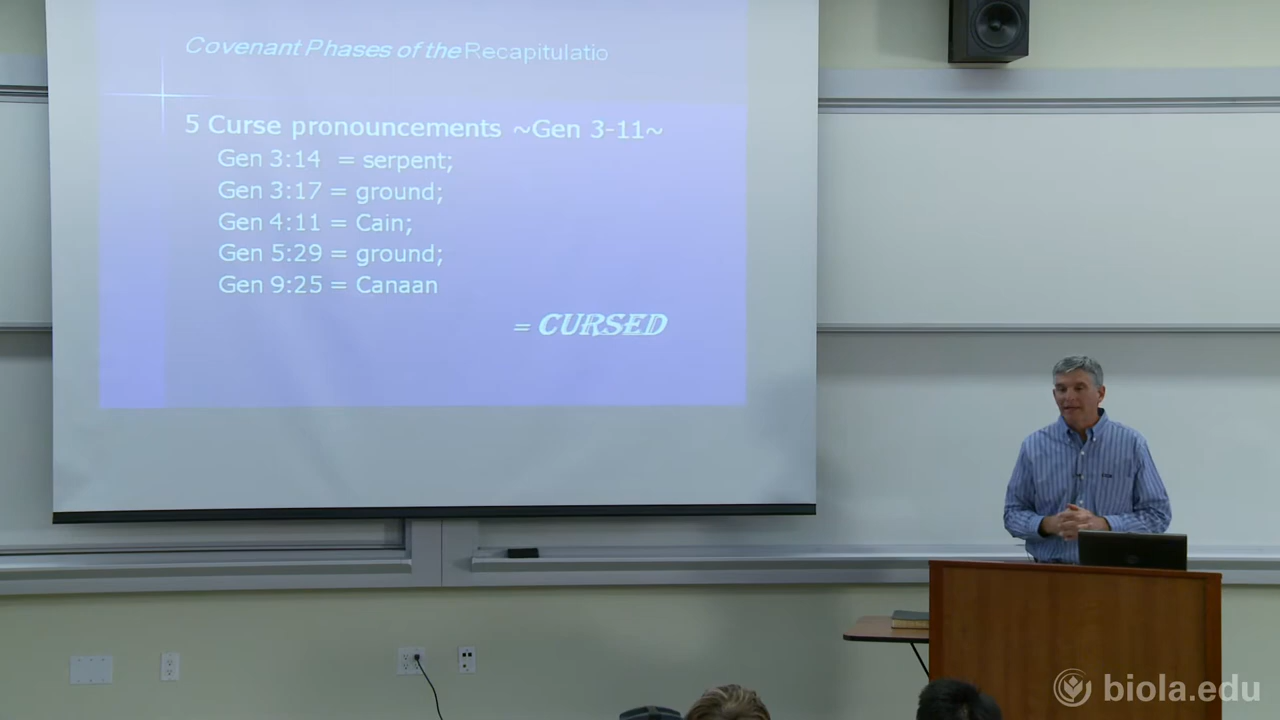 Covenant Phases of the Recapitulatio
5 Curse pronouncements ~Gen 3-11~
Gen 3:14 = serpent;
Gen 3:17 = ground;
Gen 4:11 = Cain;
Gen 5:29 = ground;
Gen 9:25 = Canaan
= CURSED
biola.edu